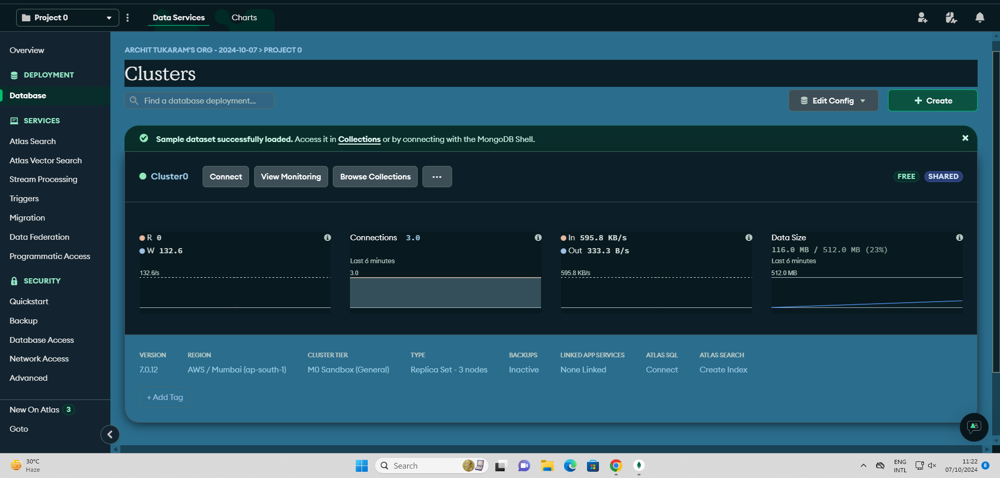 Project 0
Data Services
Charts
Overview
DEPLOYMENT
Database
SERVICES
Atlas Search
Atlas Vector Search
Stream Processing
Triggers
Migration
Data Federation
Programmatic Access
SECURITY
Quickstart
Backup
Database Access
Network Access
Advanced
New On Atlas 3
Goto
ARCHIT TUKARAM'S ORG - 2024-10-07 > PROJECT 0
Clusters
Find a database deployment...
Edit Config
+ Create
Sample dataset successfully loaded. Access it in Collections or by connecting with the MongoDB Shell.
Cluster0
Connect
View Monitoring
Browse Collections
...
FREE
SHARED
R 0
W 132.6
132.6/s
Connections 3.0
Last 6 minutes
3.0
In 595.8 KB/s
Out 333.3 B/s
595.8 KB/s
Data Size
116.0 MB / 512.0 MB (23%)
Last 6 minutes
512.0 MB
VERSION
7.0.12
REGION
AWS / Mumbai (ap-south-1)
CLUSTER TIER
M0 Sandbox (General)
TYPE
Replica Set - 3 nodes
BACKUPS
Inactive
LINKED APP SERVICES
None Linked
ATLAS SQL
Connect
ATLAS SEARCH
Create Index
+ Add Tag
30°C
Haze
Search
ENG
INTL
11:22
07/10/2024
8